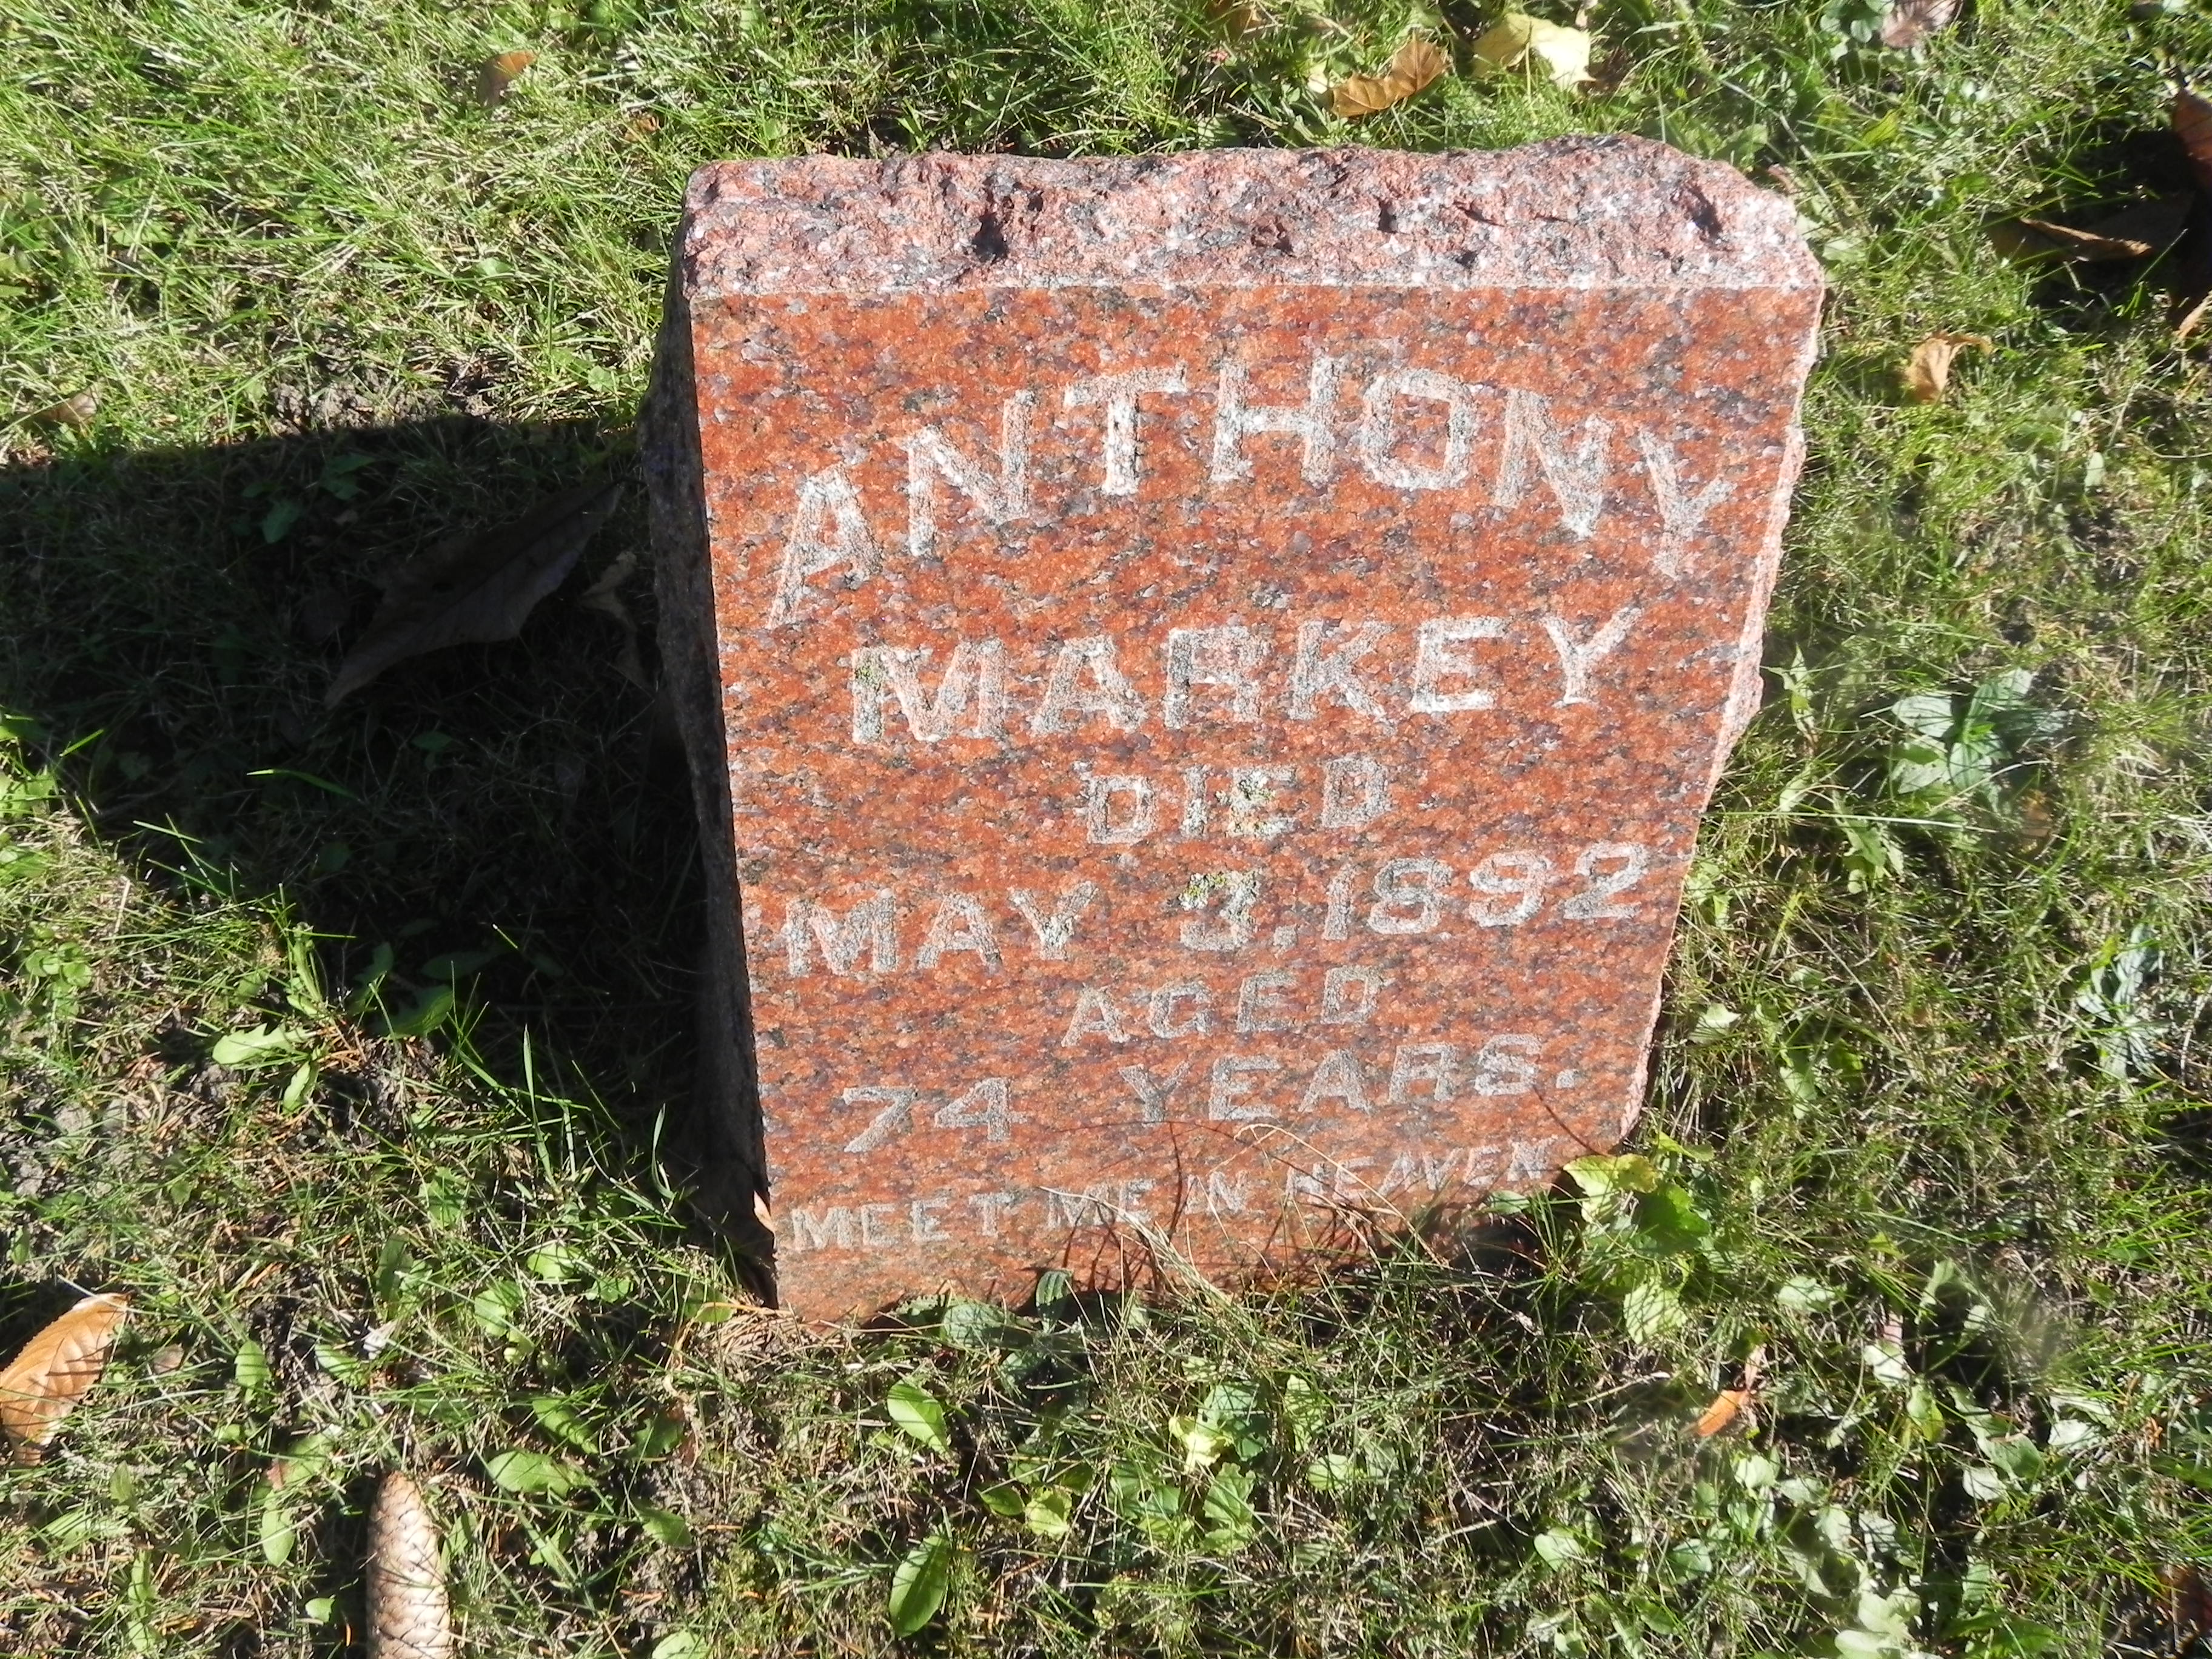 ANTHONY
MARKEY
DIED
MAY 3, 1892
AGED
74 YEARS.
MEET ME IN HEAVEN